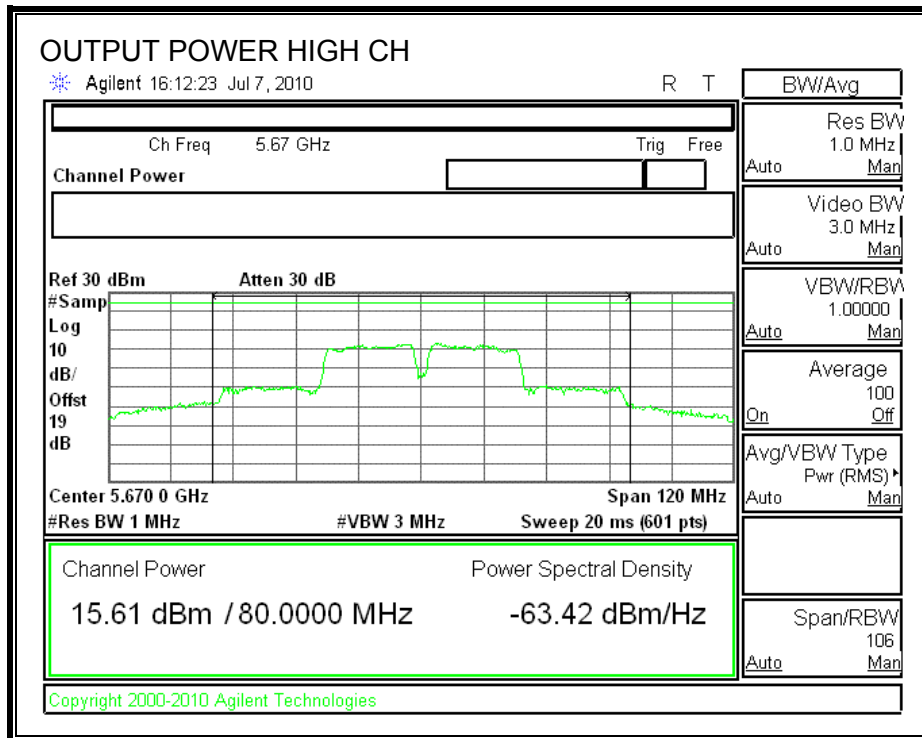 OUTPUT POWER HIGH CH
Agilent 16:12:23 Jul 7, 2010 R T
Ch Freq 5.67 GHz Trig Free
Channel Power
Ref 30 dBm Atten 30 dB
#Samp
Log
10
dB/
Offst
19
dB
Center 5.670 0 GHz Span 120 MHz
#Res BW 1 MHz #VBW 3 MHz Sweep 20 ms (601 pts)
Channel Power Power Spectral Density
15.61 dBm / 80.0000 MHz -63.42 dBm/Hz
Copyright 2000-2010 Agilent Technologies
BW/Avg
Res BW
1.0 MHz
Auto Man
Video BW
3.0 MHz
Auto Man
VBW/RBW
1.00000
Auto Man
Average
100
On Off
Avg/VBW Type
Pwr (RMS)
Auto Man
Span/RBW
106
Auto Man